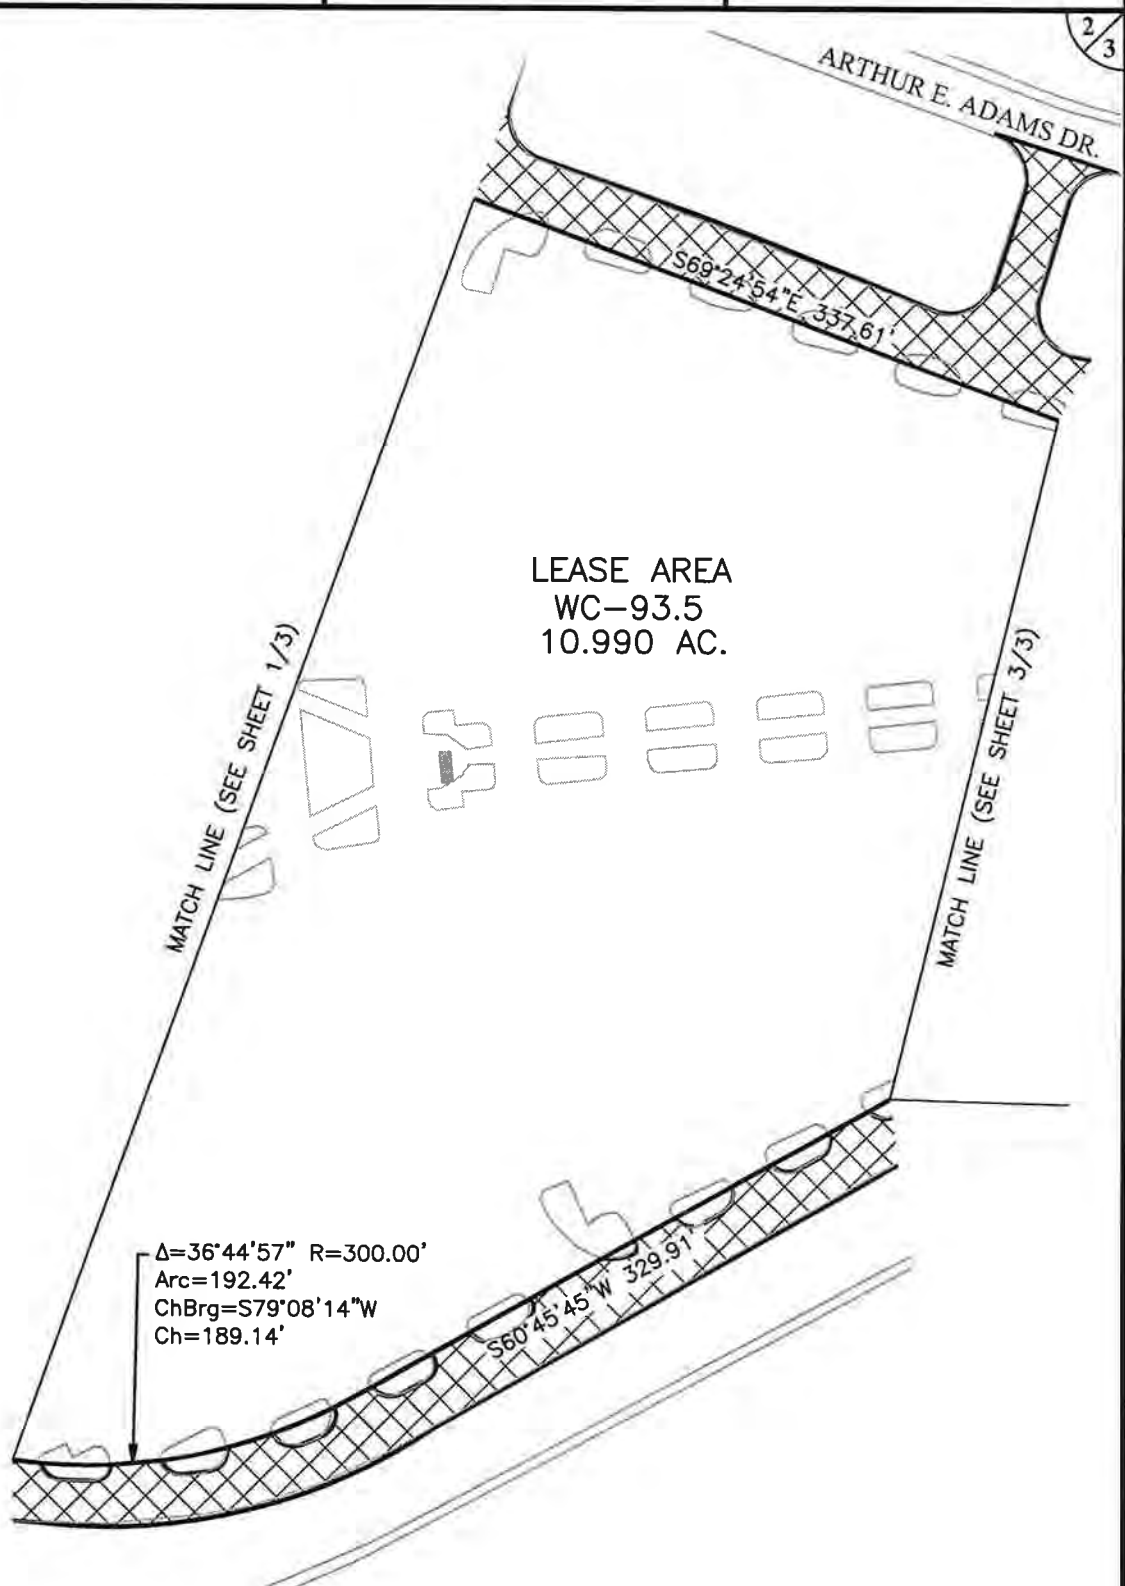 2/3
ARTHUR E. ADAMS DR.
S69°24'54"E 337.61'
LEASE AREA
WC-93.5
10.990 AC.
MATCH LINE (SEE SHEET 1/3)
MATCH LINE (SEE SHEET 3/3)
S60°45'45"W 329.91'
Δ=36°44'57" R=300.00'
Arc=192.42'
ChBrg=S79°08'14"W
Ch=189.14'